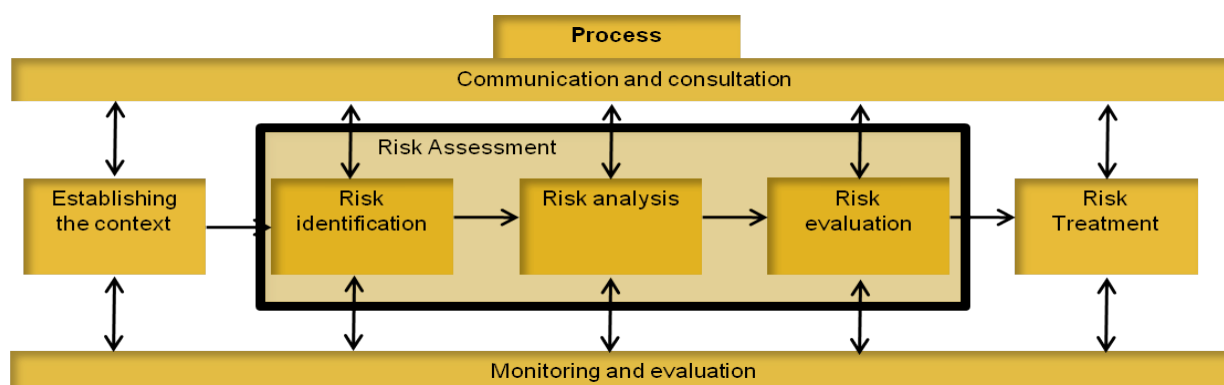 Process
Communication and consultation
Risk Assessment
Establishing
the context
Risk
identification
Risk analysis
Risk
evaluation
Risk
Treatment
Monitoring and evaluation